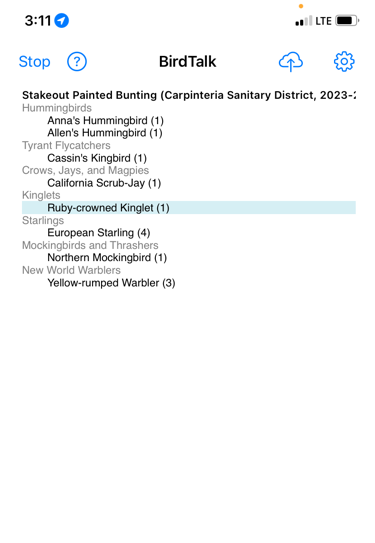 3:11
LTE
Stop
?
BirdTalk
Stakeout Painted Bunting (Carpinteria Sanitary District, 2023-
Hummingbirds
Anna's Hummingbird (1)
Allen's Hummingbird (1)
Tyrant Flycatchers
Cassin's Kingbird (1)
Crows, Jays, and Magpies
California Scrub-Jay (1)
Kinglets
Ruby-crowned Kinglet (1)
Starlings
European Starling (4)
Mockingbirds and Thrashers
Northern Mockingbird (1)
New World Warblers
Yellow-rumped Warbler (3)